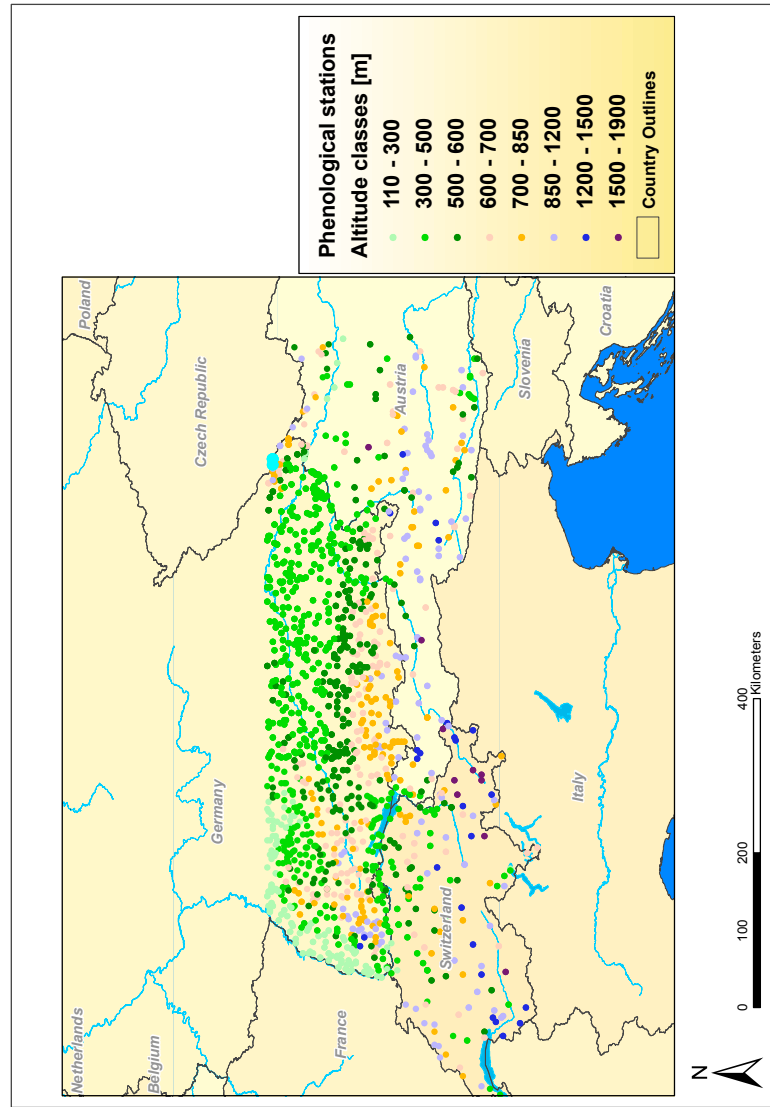 Netherlands
Belgium
France
Germany
Czech Republic
Poland
Switzerland
Austria
Italy
Slovenia
Croatia
Phenological stations
Altitude classes [m]
110 - 300
300 - 500
500 - 600
600 - 700
700 - 850
850 - 1200
1200 - 1500
1500 - 1900
Country Outlines
N
0 100 200 400
Kilometers